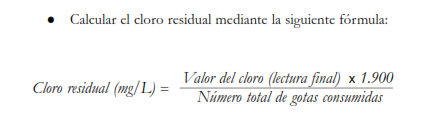 • Calcular el cloro residual mediante la siguiente fórmula:
Cloro residual (mg/L) = Valor del cloro (lectura final) x 1.900
Número total de gotas consumidas